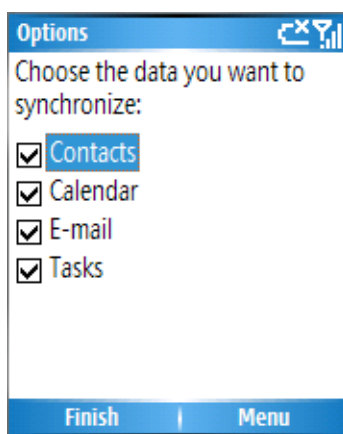 Options
Choose the data you want to
synchronize:
Contacts
Calendar
E-mail
Tasks
Finish Menu